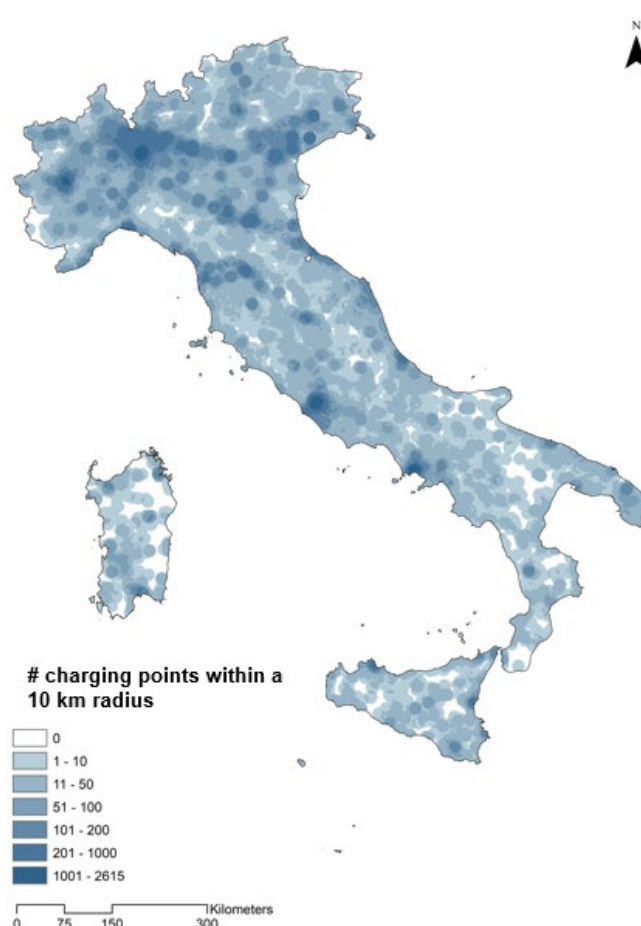 N
# charging points within a
10 km radius
0
1 - 10
11 - 50
51 - 100
101 - 200
201 - 1000
1001 - 2615
Kilometers
0 75 150 300